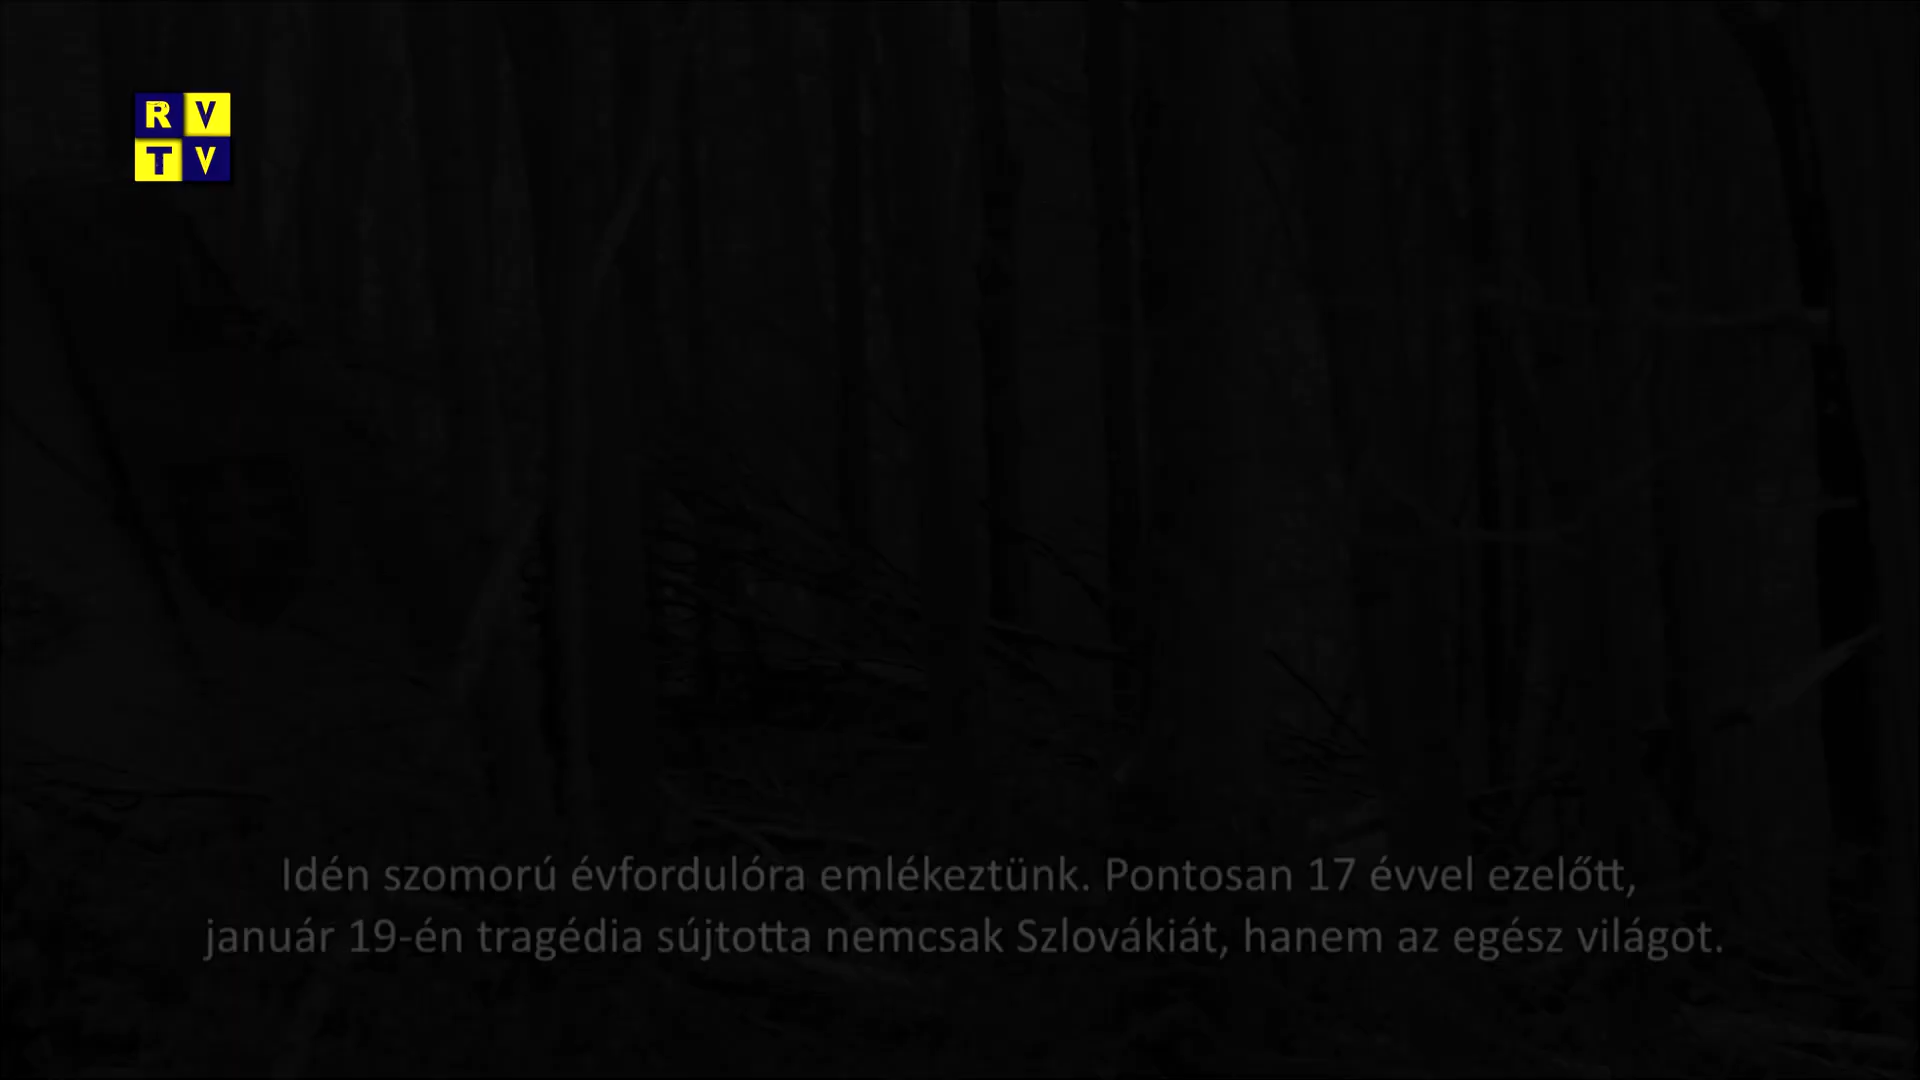 RV
TV
Idén szomorú évfordulóra emlékeztünk. Pontosan 17 évvel ezelőtt,
január 19-én tragédia sújtotta nemcsak Szlovákiát, hanem az egész világot.